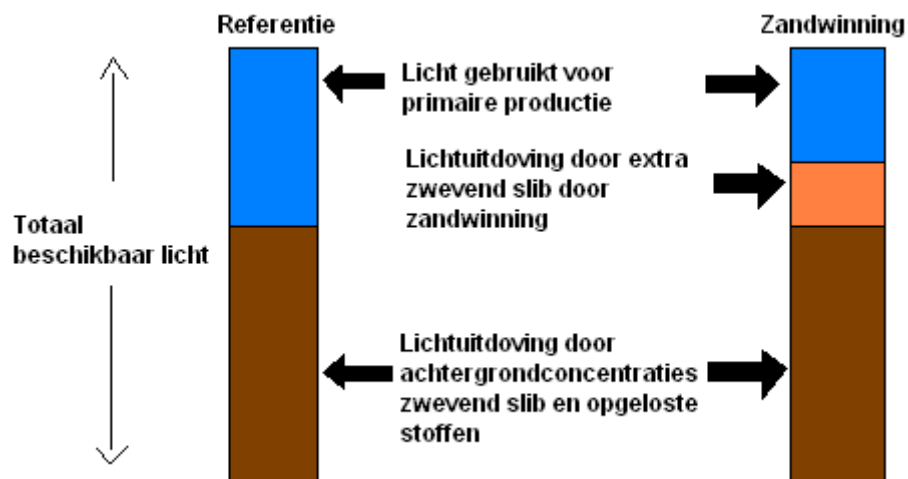 Referentie
Zandwinning
Licht gebruikt voor
primaire productie
Lichtuitdoving door extra
zwevend slib door
zandwinning
Totaal
beschikbaar licht
Lichtuitdoving door
achtergrondconcentraties
zwevend slib en opgeloste
stoffen